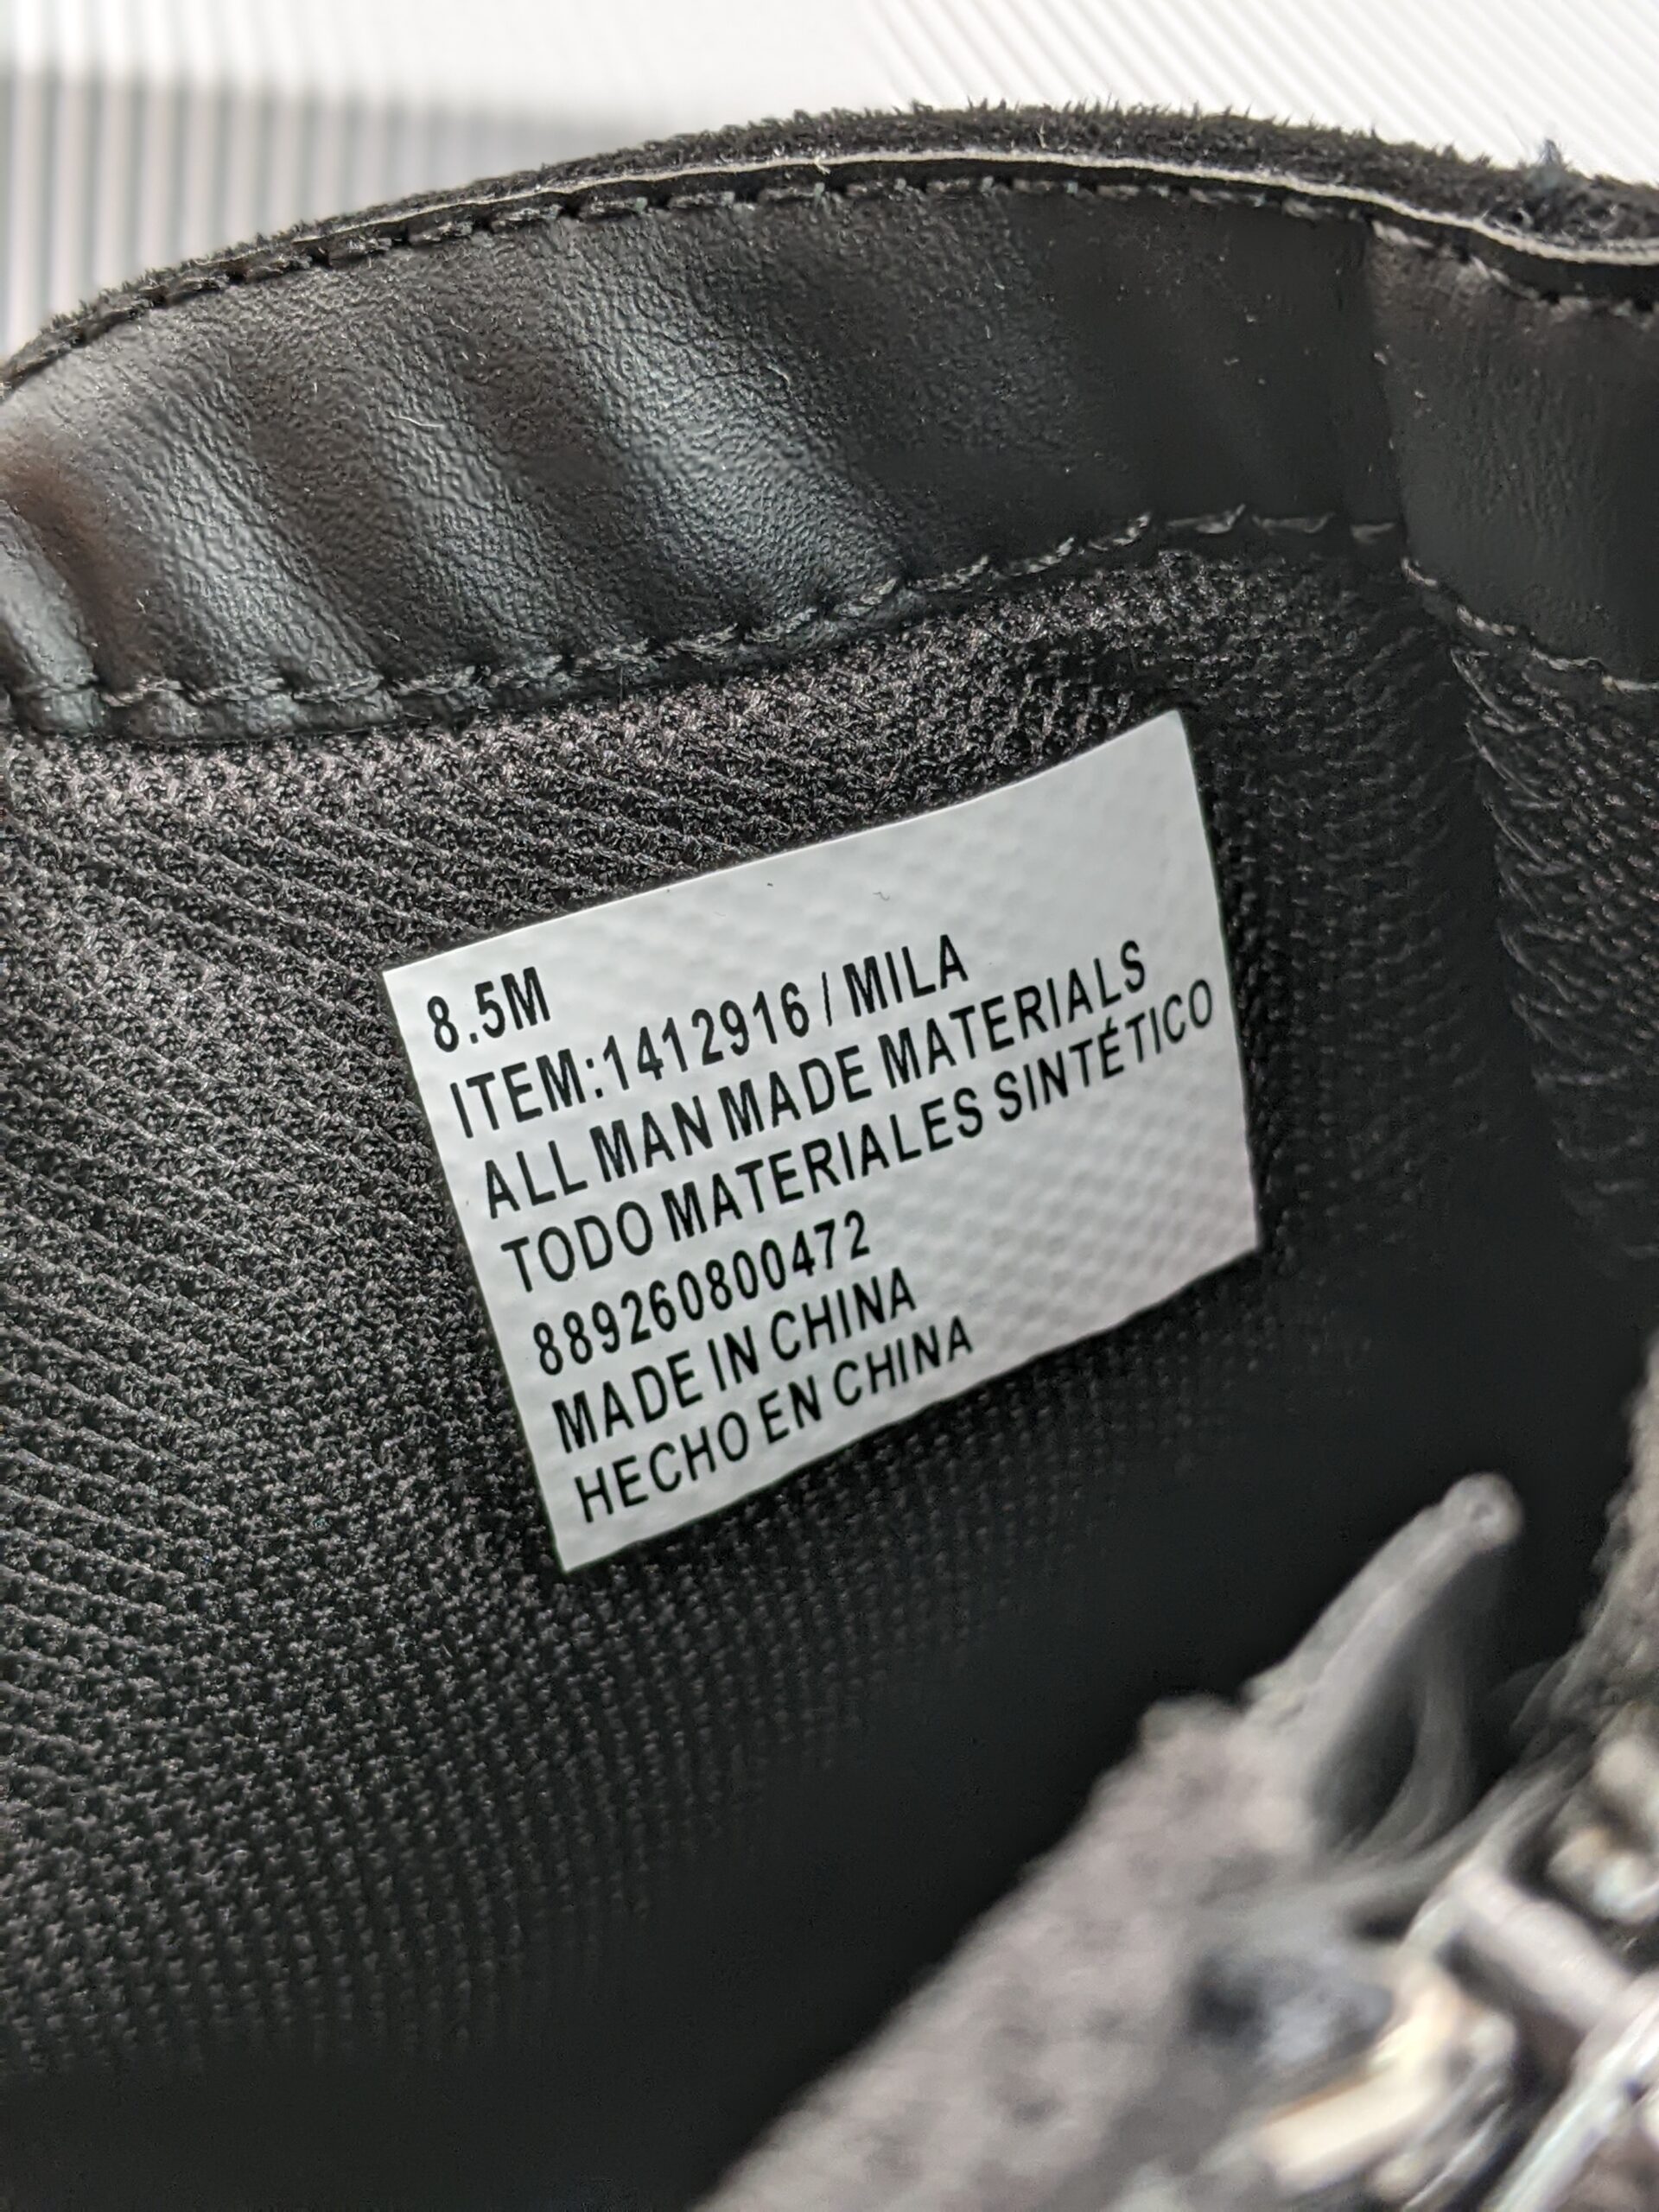 8.5M
ITEM:1412916 / MILA
ALL MAN MADE MATERIALS
TODO MATERIALES SINTÉTICO
889260800472
MADE IN CHINA
HECHO EN CHINA